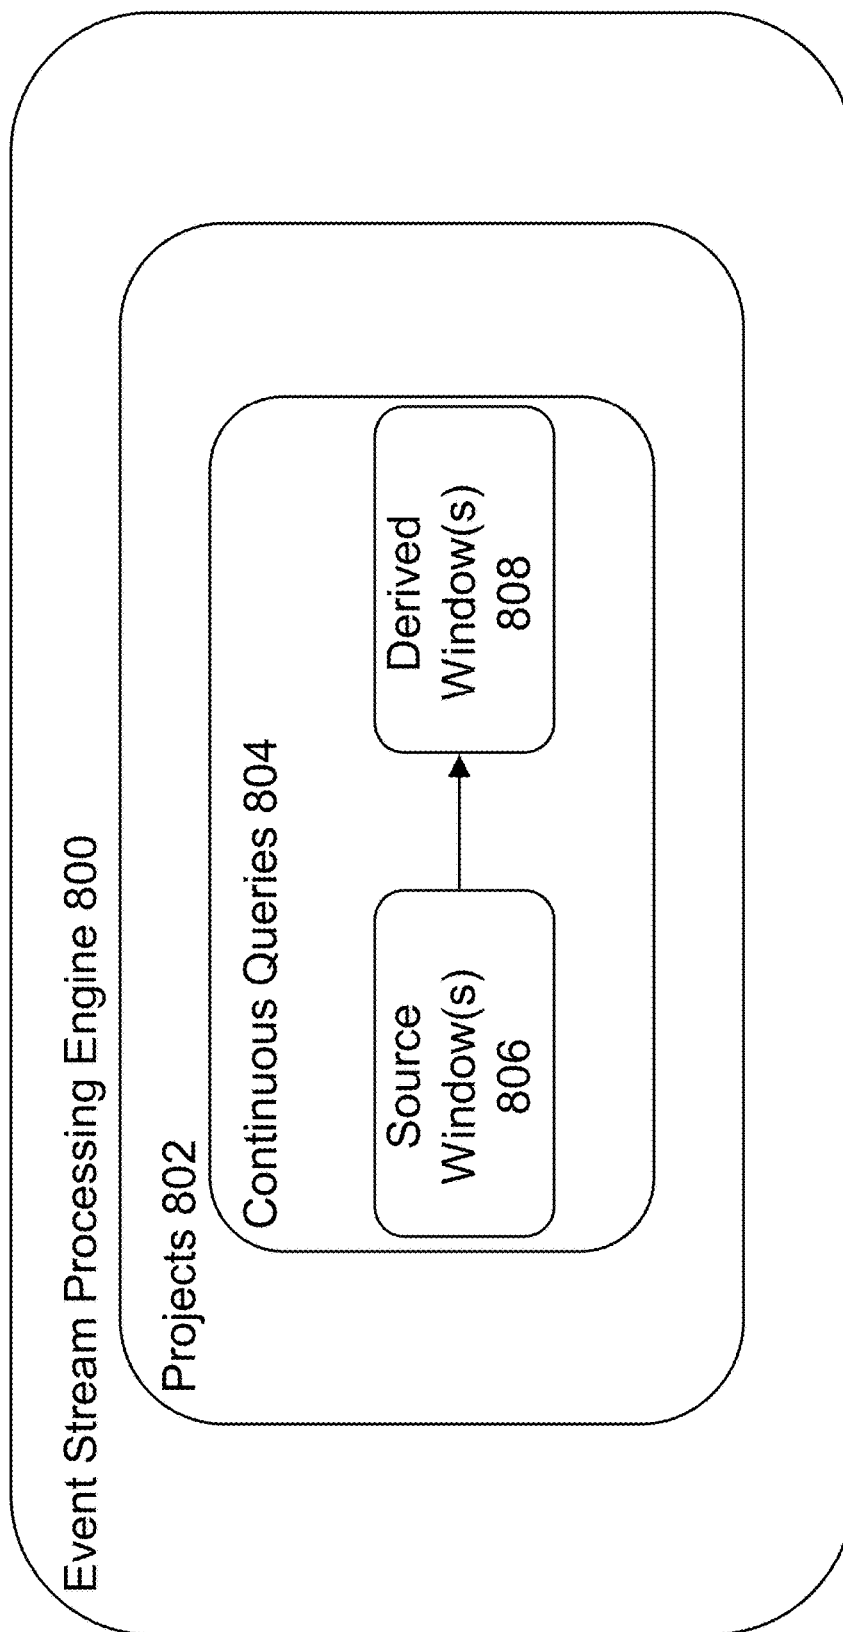 Event Stream Processing Engine 800
Projects 802
Continuous Queries 804
Source
Window(s)
806
Derived
Window(s)
808